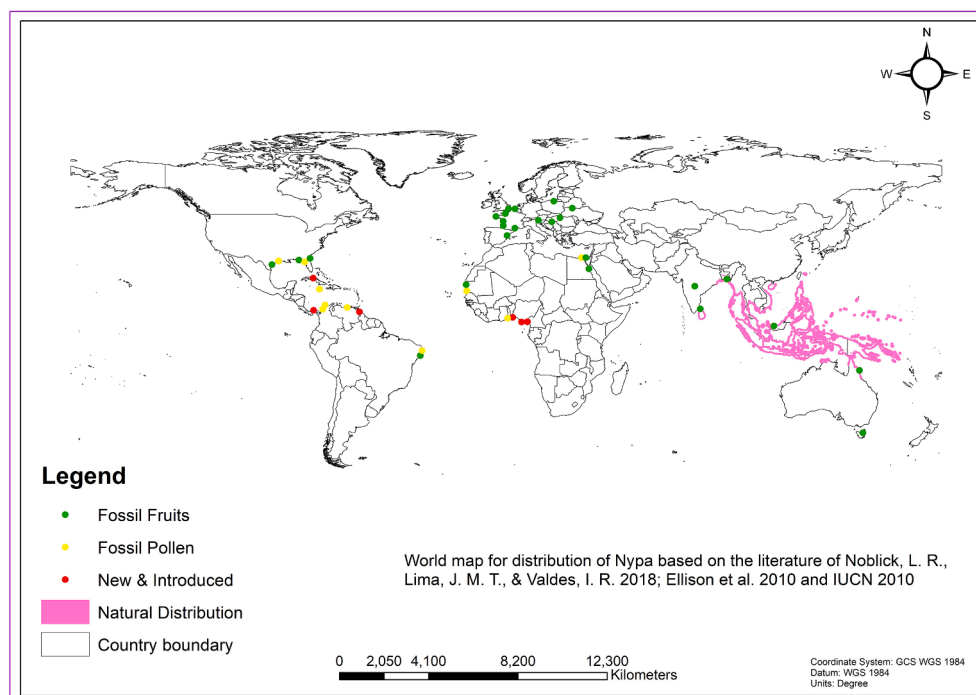 N
W E
S
Legend
Fossil Fruits
Fossil Pollen
New & Introduced
Natural Distribution
Country boundary
World map for distribution of Nypa based on the literature of Noblick, L. R.,
Lima, J. M. T., & Valdes, I. R. 2018; Ellison et al. 2010 and IUCN 2010
0 2,050 4,100 8,200 12,300
Kilometers
Coordinate System: GCS WGS 1984
Datum: WGS 1984
Units: Degree